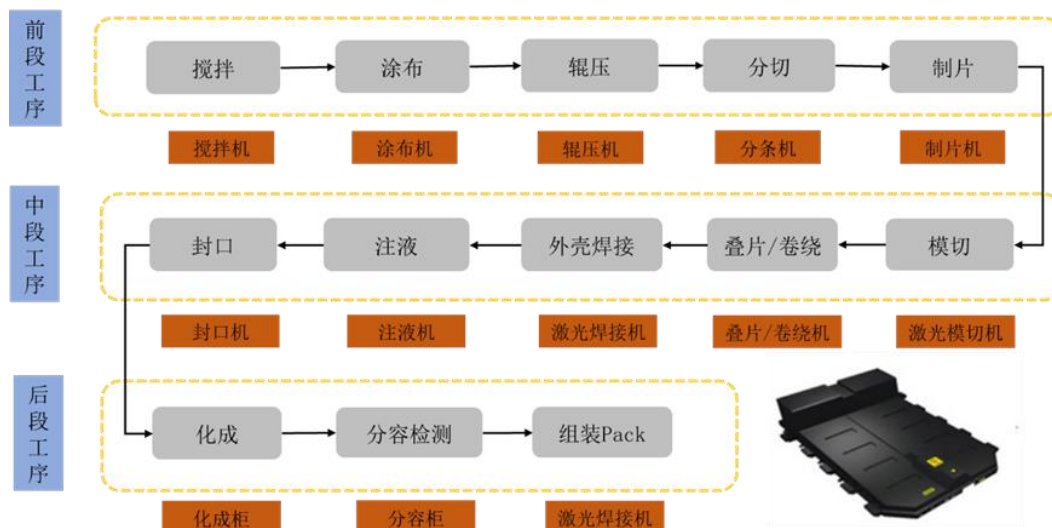 前段工序
搅拌
涂布
辊压
分切
制片
搅拌机
涂布机
辊压机
分条机
制片机
中段工序
封口
注液
外壳焊接
叠片/卷绕
模切
封口机
注液机
激光焊接机
叠片/卷绕机
激光模切机
后段工序
化成
分容检测
组装Pack
化成柜
分容柜
激光焊接机